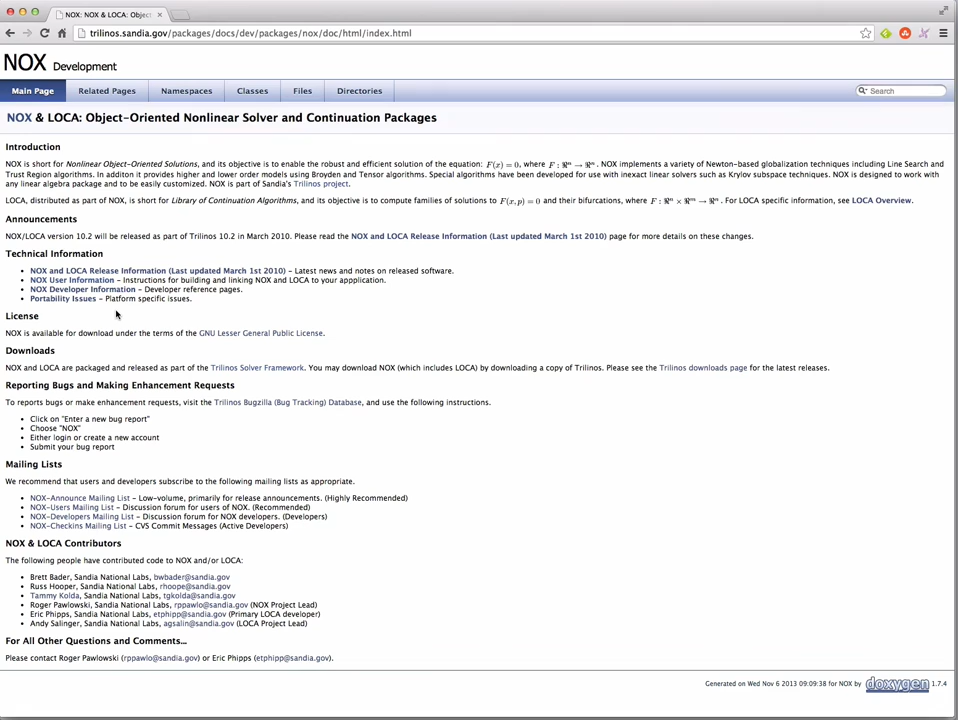 NOX: NOX & LOCA: Object-
trilinos.sandia.gov/packages/docs/dev/packages/nox/doc/html/index.html
NOX Development
Main Page Related Pages Namespaces Classes Files Directories Search
NOX & LOCA: Object-Oriented Nonlinear Solver and Continuation Packages
Introduction
NOX is short for Nonlinear Object-Oriented Solutions, and its objective is to enable the robust and efficient solution of the equation: F(x) = 0, where F : ℜⁿ → ℜⁿ. NOX implements a variety of Newton-based globalization techniques including Line Search and
Trust Region algorithms. In additon it provides higher and lower order models using Broyden and Tensor algorithms. Special algorithms have been developed for use with inexact linear solvers such as Krylov subspace techniques. NOX is designed to work with
any linear algebra package and to be easily customized. NOX is part of Sandia's Trilinos project.
LOCA, distributed as part of NOX, is short for Library of Continuation Algorithms, and its objective is to compute families of solutions to F(x, p) = 0 and their bifurcations, where F : ℜⁿ × ℜᵐ → ℜⁿ. For LOCA specific information, see LOCA Overview.
Announcements
NOX/LOCA version 10.2 will be released as part of Trilinos 10.2 in March 2010. Please read the NOX and LOCA Release Information (Last updated March 1st 2010) page for more details on these changes.
Technical Information
• NOX and LOCA Release Information (Last updated March 1st 2010) – Latest news and notes on released software.
• NOX User Information – Instructions for building and linking NOX and LOCA to your appplication.
• NOX Developer Information – Developer reference pages.
• Portability Issues – Platform specific issues.
License
NOX is available for download under the terms of the GNU Lesser General Public License.
Downloads
NOX and LOCA are packaged and released as part of the Trilinos Solver Framework. You may download NOX (which includes LOCA) by downloading a copy of Trilinos. Please see the Trilinos downloads page for the latest releases.
Reporting Bugs and Making Enhancement Requests
To reports bugs or make enhancement requests, visit the Trilinos Bugzilla (Bug Tracking) Database, and use the following instructions.
• Click on "Enter a new bug report"
• Choose "NOX"
• Either login or create a new account
• Submit your bug report
Mailing Lists
We recommend that users and developers subscribe to the following mailing lists as appropriate.
• NOX-Announce Mailing List – Low-volume, primarily for release announcements. (Highly Recommended)
• NOX-Users Mailing List – Discussion forum for users of NOX. (Recommended)
• NOX-Developers Mailing List – Discussion forum for NOX developers. (Developers)
• NOX-Checkins Mailing List – CVS Commit Messages (Active Developers)
NOX & LOCA Contributors
The following people have contributed code to NOX and/or LOCA:
• Brett Bader, Sandia National Labs, bwbader@sandia.gov
• Russ Hooper, Sandia National Labs, rhoope@sandia.gov
• Tammy Kolda, Sandia National Labs, tgkolda@sandia.gov
• Roger Pawlowski, Sandia National Labs, rppawlo@sandia.gov (NOX Project Lead)
• Eric Phipps, Sandia National Labs, etphipp@sandia.gov (Primary LOCA developer)
• Andy Salinger, Sandia National Labs, agsalin@sandia.gov (LOCA Project Lead)
For All Other Questions and Comments...
Please contact Roger Pawlowski (rppawlo@sandia.gov) or Eric Phipps (etphipp@sandia.gov).
Generated on Wed Nov 6 2013 09:09:38 for NOX by doxygen 1.7.4